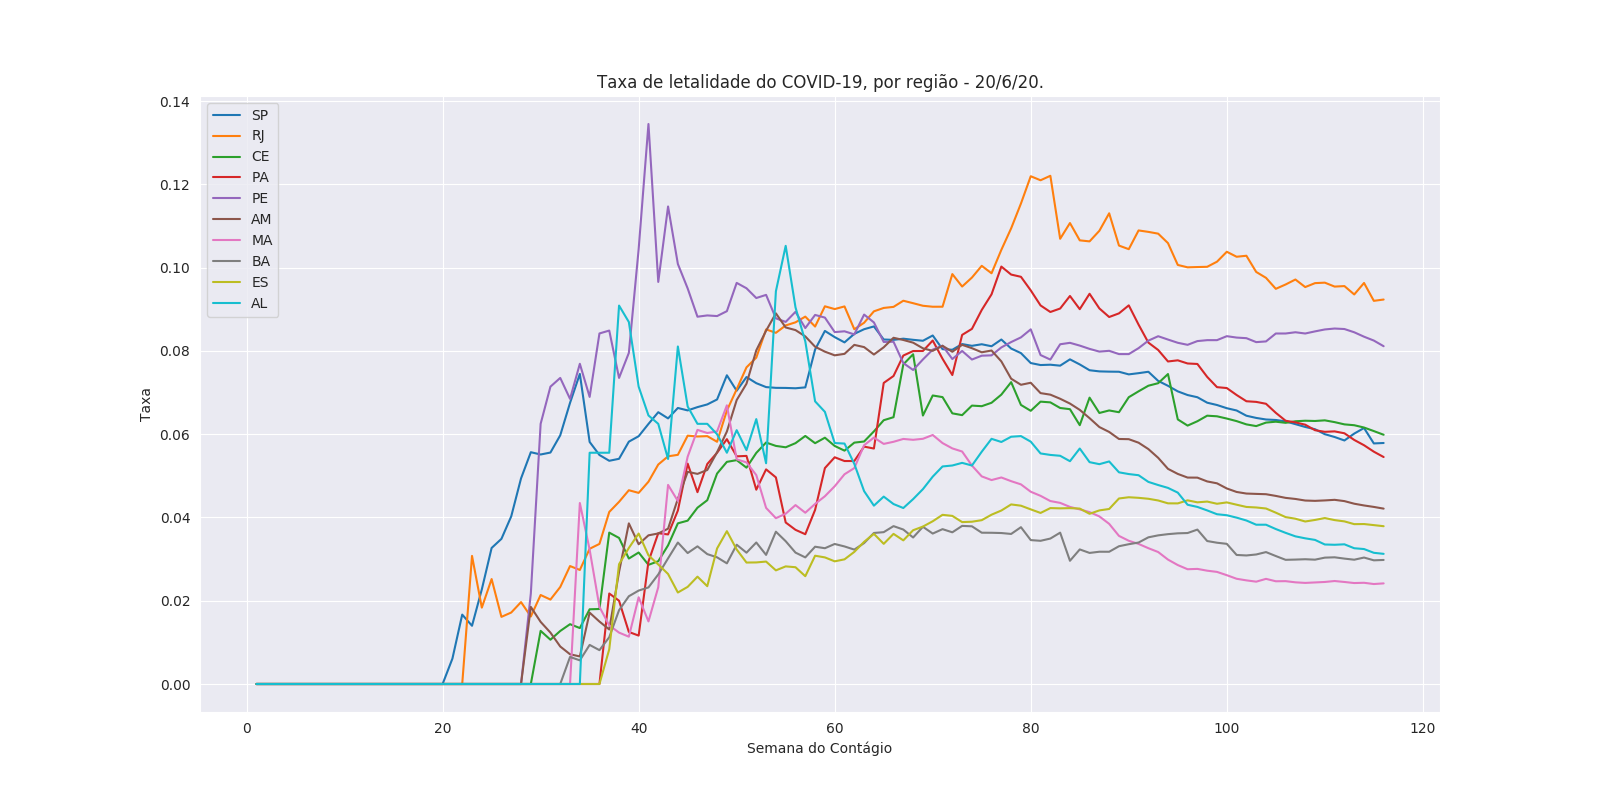 Taxa de letalidade do COVID-19, por região - 20/6/20.
0.14
0.12
0.10
0.08
0.06
0.04
0.02
0.00
Taxa
SP
RJ
CE
PA
PE
AM
MA
BA
ES
AL
0 20 40 60 80 100 120
Semana do Contágio